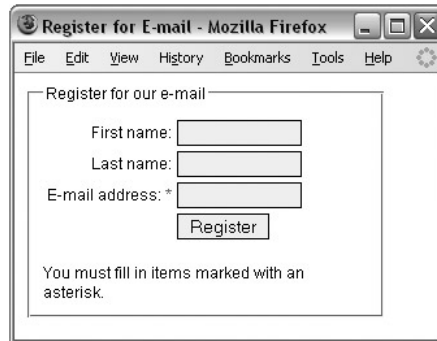 Register for E-mail - Mozilla Firefox
File Edit View History Bookmarks Tools Help
Register for our e-mail
First name:
Last name:
E-mail address: *
Register
You must fill in items marked with an
asterisk.